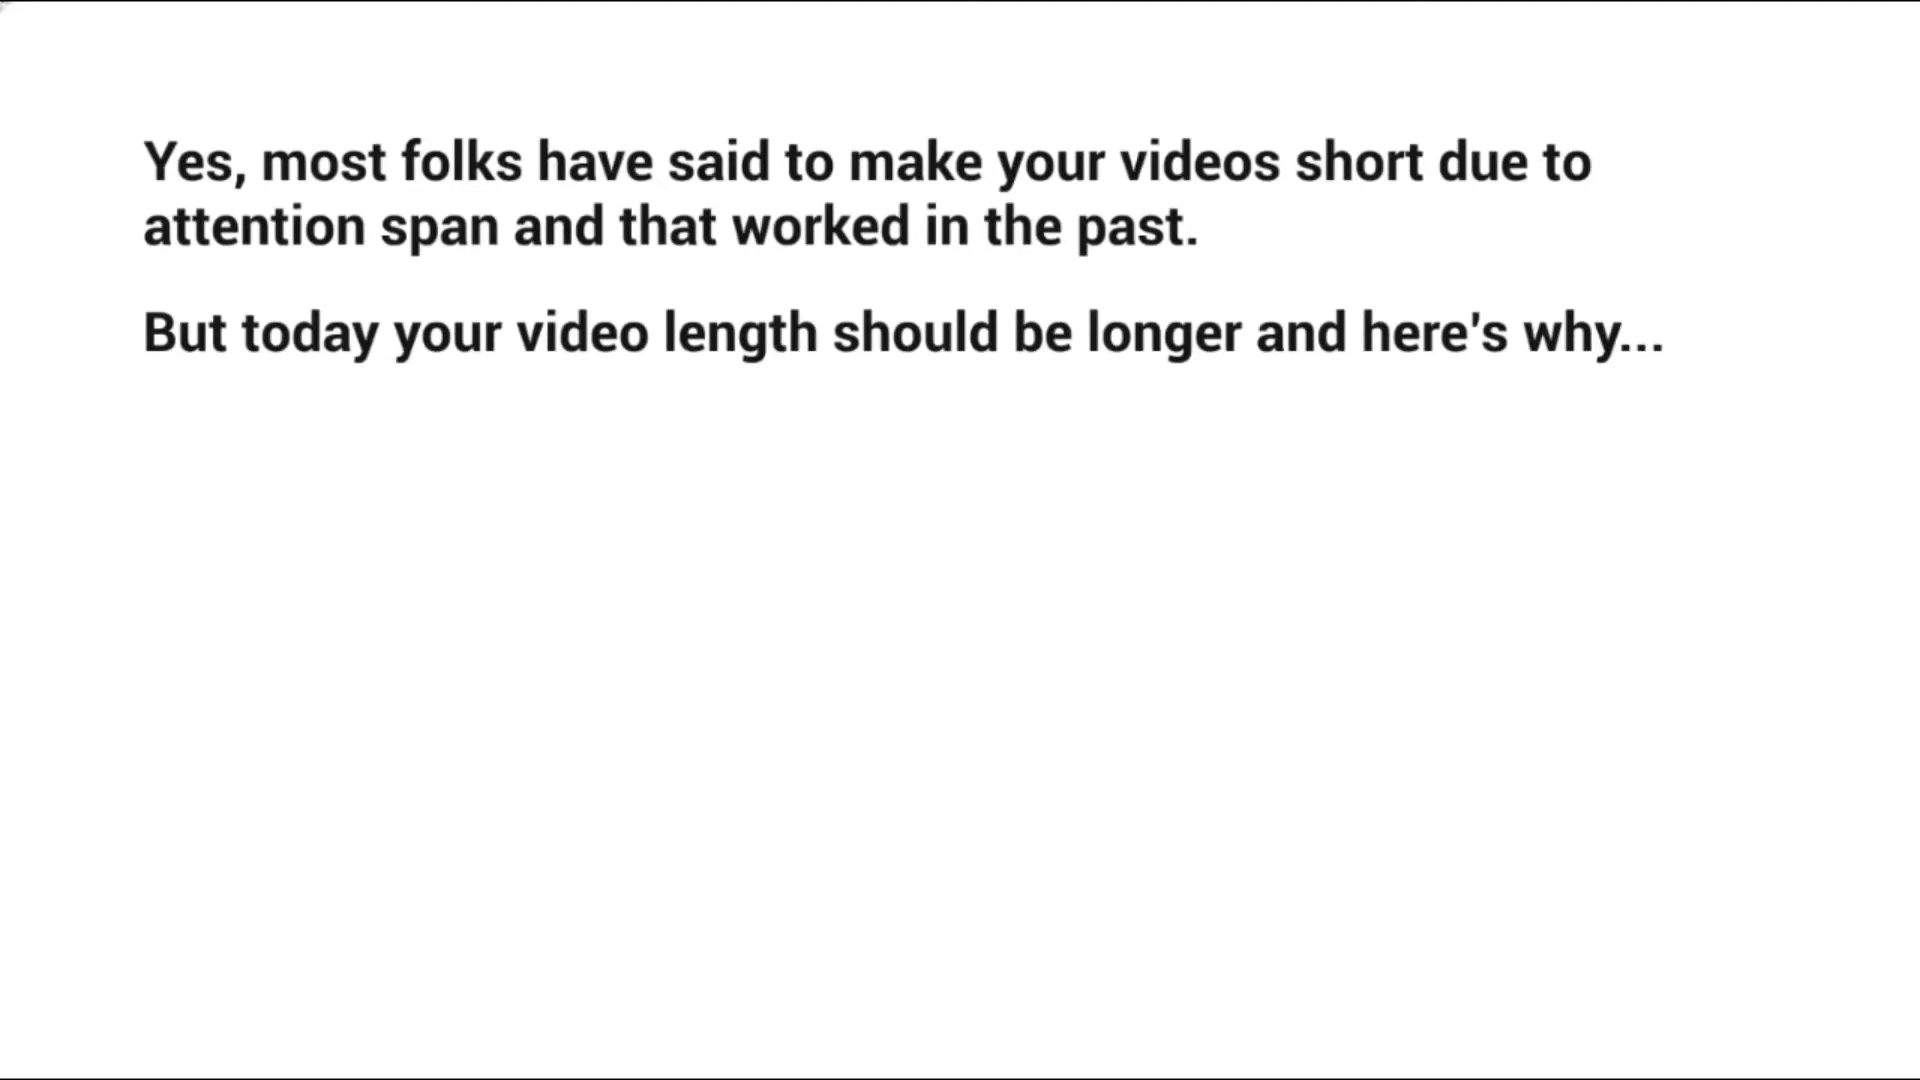 Yes, most folks have said to make your videos short due to
attention span and that worked in the past.
But today your video length should be longer and here's why...